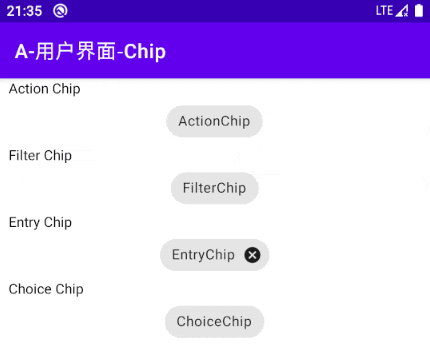 21:35 LTE
A-用户界面-Chip
Action Chip
ActionChip
Filter Chip
FilterChip
Entry Chip
EntryChip
Choice Chip
ChoiceChip